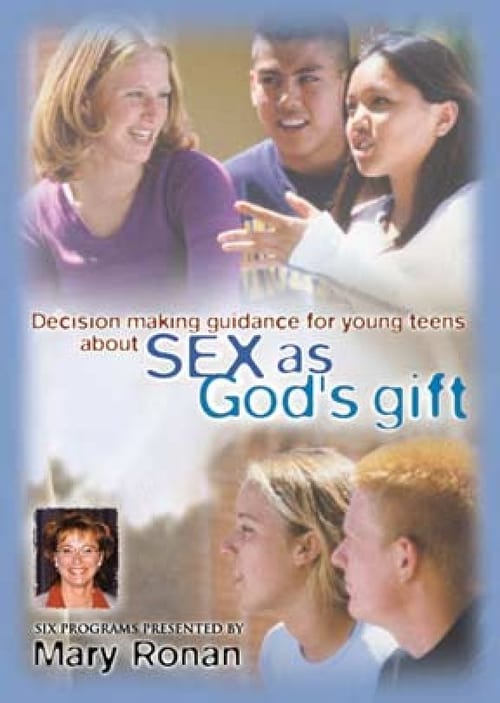 Decision making guidance for young teens
about SEX as
God's gift
SIX PROGRAMS PRESENTED BY
Mary Ronan